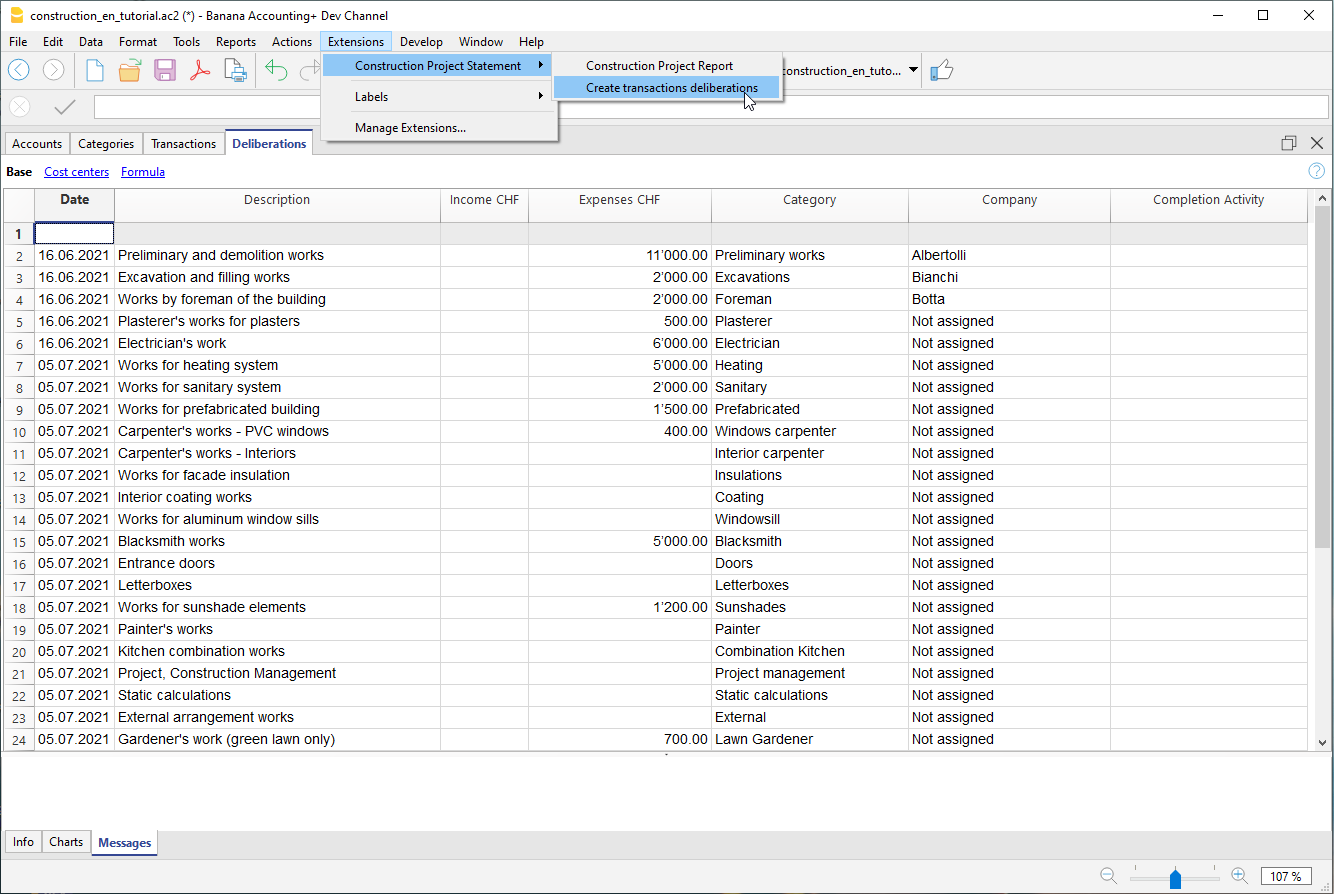 construction_en_tutorial.ac2 (*) - Banana Accounting+ Dev Channel
File Edit Data Format Tools Reports Actions Extensions Develop Window Help
Construction Project Statement
Labels
Manage Extensions...
Construction Project Report
Create transactions deliberations
construction_en_tuto...
Accounts Categories Transactions Deliberations
Base Cost centers Formula
?
Date Description Income CHF Expenses CHF Category Company Completion Activity
1
2 16.06.2021 Preliminary and demolition works 11’000.00 Preliminary works Albertolli
3 16.06.2021 Excavation and filling works 2’000.00 Excavations Bianchi
4 16.06.2021 Works by foreman of the building 2’000.00 Foreman Botta
5 16.06.2021 Plasterer's works for plasters 500.00 Plasterer Not assigned
6 16.06.2021 Electrician's work 6’000.00 Electrician Not assigned
7 05.07.2021 Works for heating system 5’000.00 Heating Not assigned
8 05.07.2021 Works for sanitary system 2’000.00 Sanitary Not assigned
9 05.07.2021 Works for prefabricated building 1’500.00 Prefabricated Not assigned
10 05.07.2021 Carpenter's works - PVC windows 400.00 Windows carpenter Not assigned
11 05.07.2021 Carpenter's works - Interiors Interior carpenter Not assigned
12 05.07.2021 Works for facade insulation Insulations Not assigned
13 05.07.2021 Interior coating works Coating Not assigned
14 05.07.2021 Works for aluminum window sills Windowsill Not assigned
15 05.07.2021 Blacksmith works 5’000.00 Blacksmith Not assigned
16 05.07.2021 Entrance doors Doors Not assigned
17 05.07.2021 Letterboxes Letterboxes Not assigned
18 05.07.2021 Works for sunshade elements 1’200.00 Sunshades Not assigned
19 05.07.2021 Painter's works Painter Not assigned
20 05.07.2021 Kitchen combination works Combination Kitchen Not assigned
21 05.07.2021 Project, Construction Management Project management Not assigned
22 05.07.2021 Static calculations Static calculations Not assigned
23 05.07.2021 External arrangement works External Not assigned
24 05.07.2021 Gardener's work (green lawn only) 700.00 Lawn Gardener Not assigned
Info Charts Messages
107 %